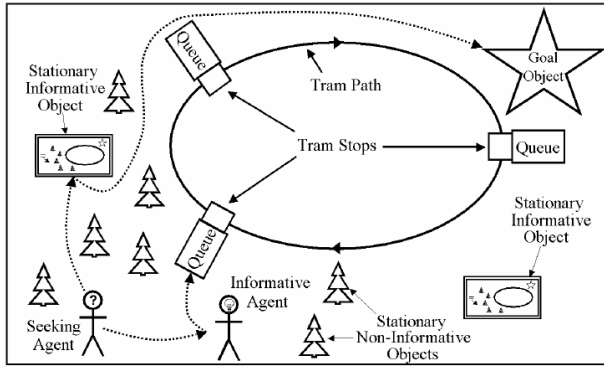 Queue
Goal
Object
Stationary
Informative
Object
Tram Path
Tram Stops
Queue
Stationary
Informative
Object
Queue
Informative
Agent
?
Seeking
Agent
Stationary
Non-Informative
Objects